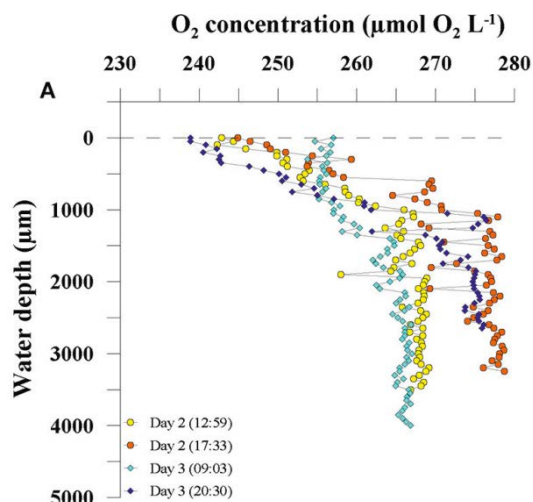 O₂ concentration (µmol O₂ L⁻¹)
230 240 250 260 270 280
A
0
1000
2000
3000
4000
5000
Water depth (µm)
Day 2 (12:59)
Day 2 (17:33)
Day 3 (09:03)
Day 3 (20:30)